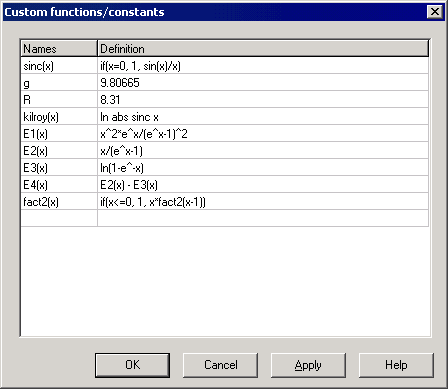 Custom functions/constants
Names Definition
sinc(x) if(x=0, 1, sin(x)/x)
g 9.80665
R 8.31
kilroy(x) ln abs sinc x
E1(x) x^2*e^x/(e^x-1)^2
E2(x) x/(e^x-1)
E3(x) ln(1-e^-x)
E4(x) E2(x) - E3(x)
fact2(x) if(x<=0, 1, x*fact2(x-1))
OK Cancel Apply Help